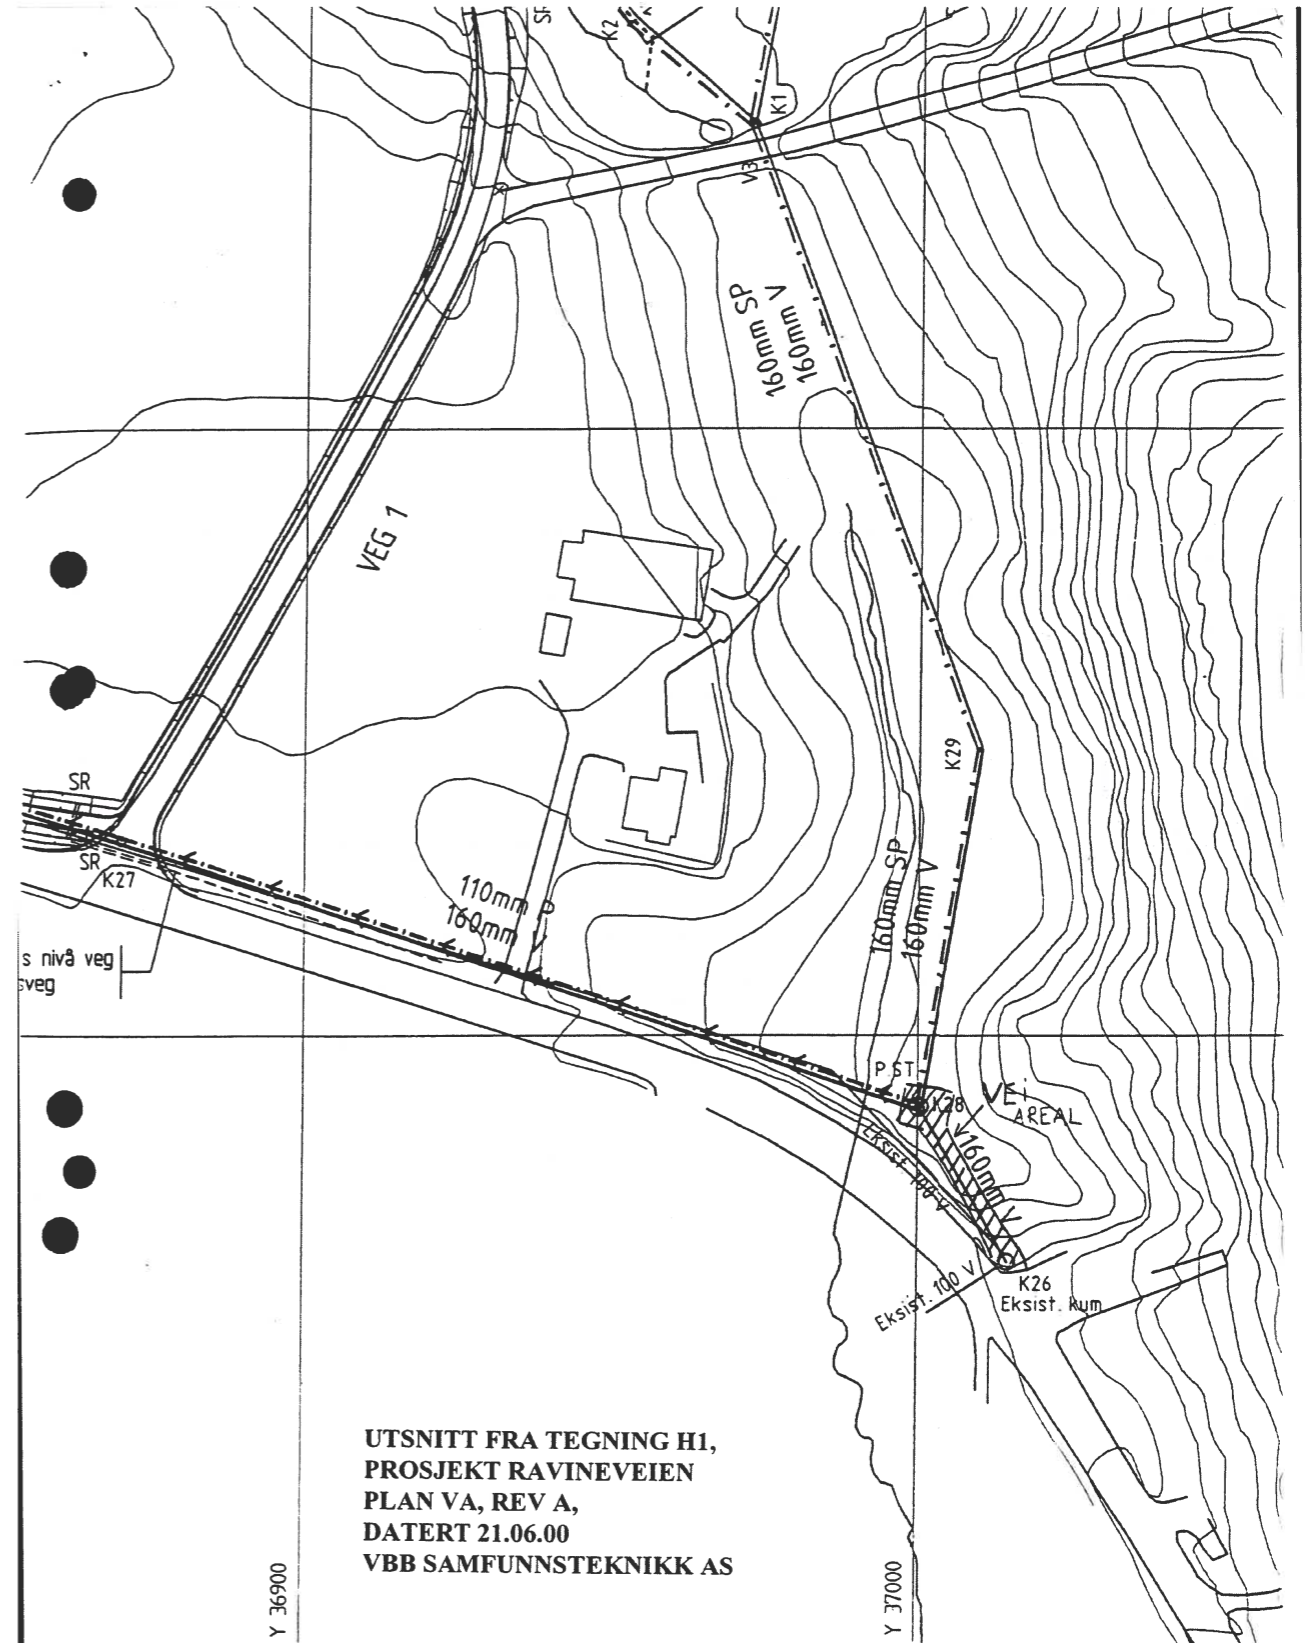 K2
K1
V3
160mm SP
160mm V
VEG 1
K29
SR
SR
K27
110mm P
160mm V
160mm SP
160mm V
s nivå veg
sveg
P.ST.
K28
VEi
AREAL
160mm V
Eksist. 100 V
Eksist. 100 V
K26
Eksist. kum
UTSNITT FRA TEGNING H1,
PROSJEKT RAVINEVEIEN
PLAN VA, REV A,
DATERT 21.06.00
VBB SAMFUNNSTEKNIKK AS
Y 36900
Y 37000